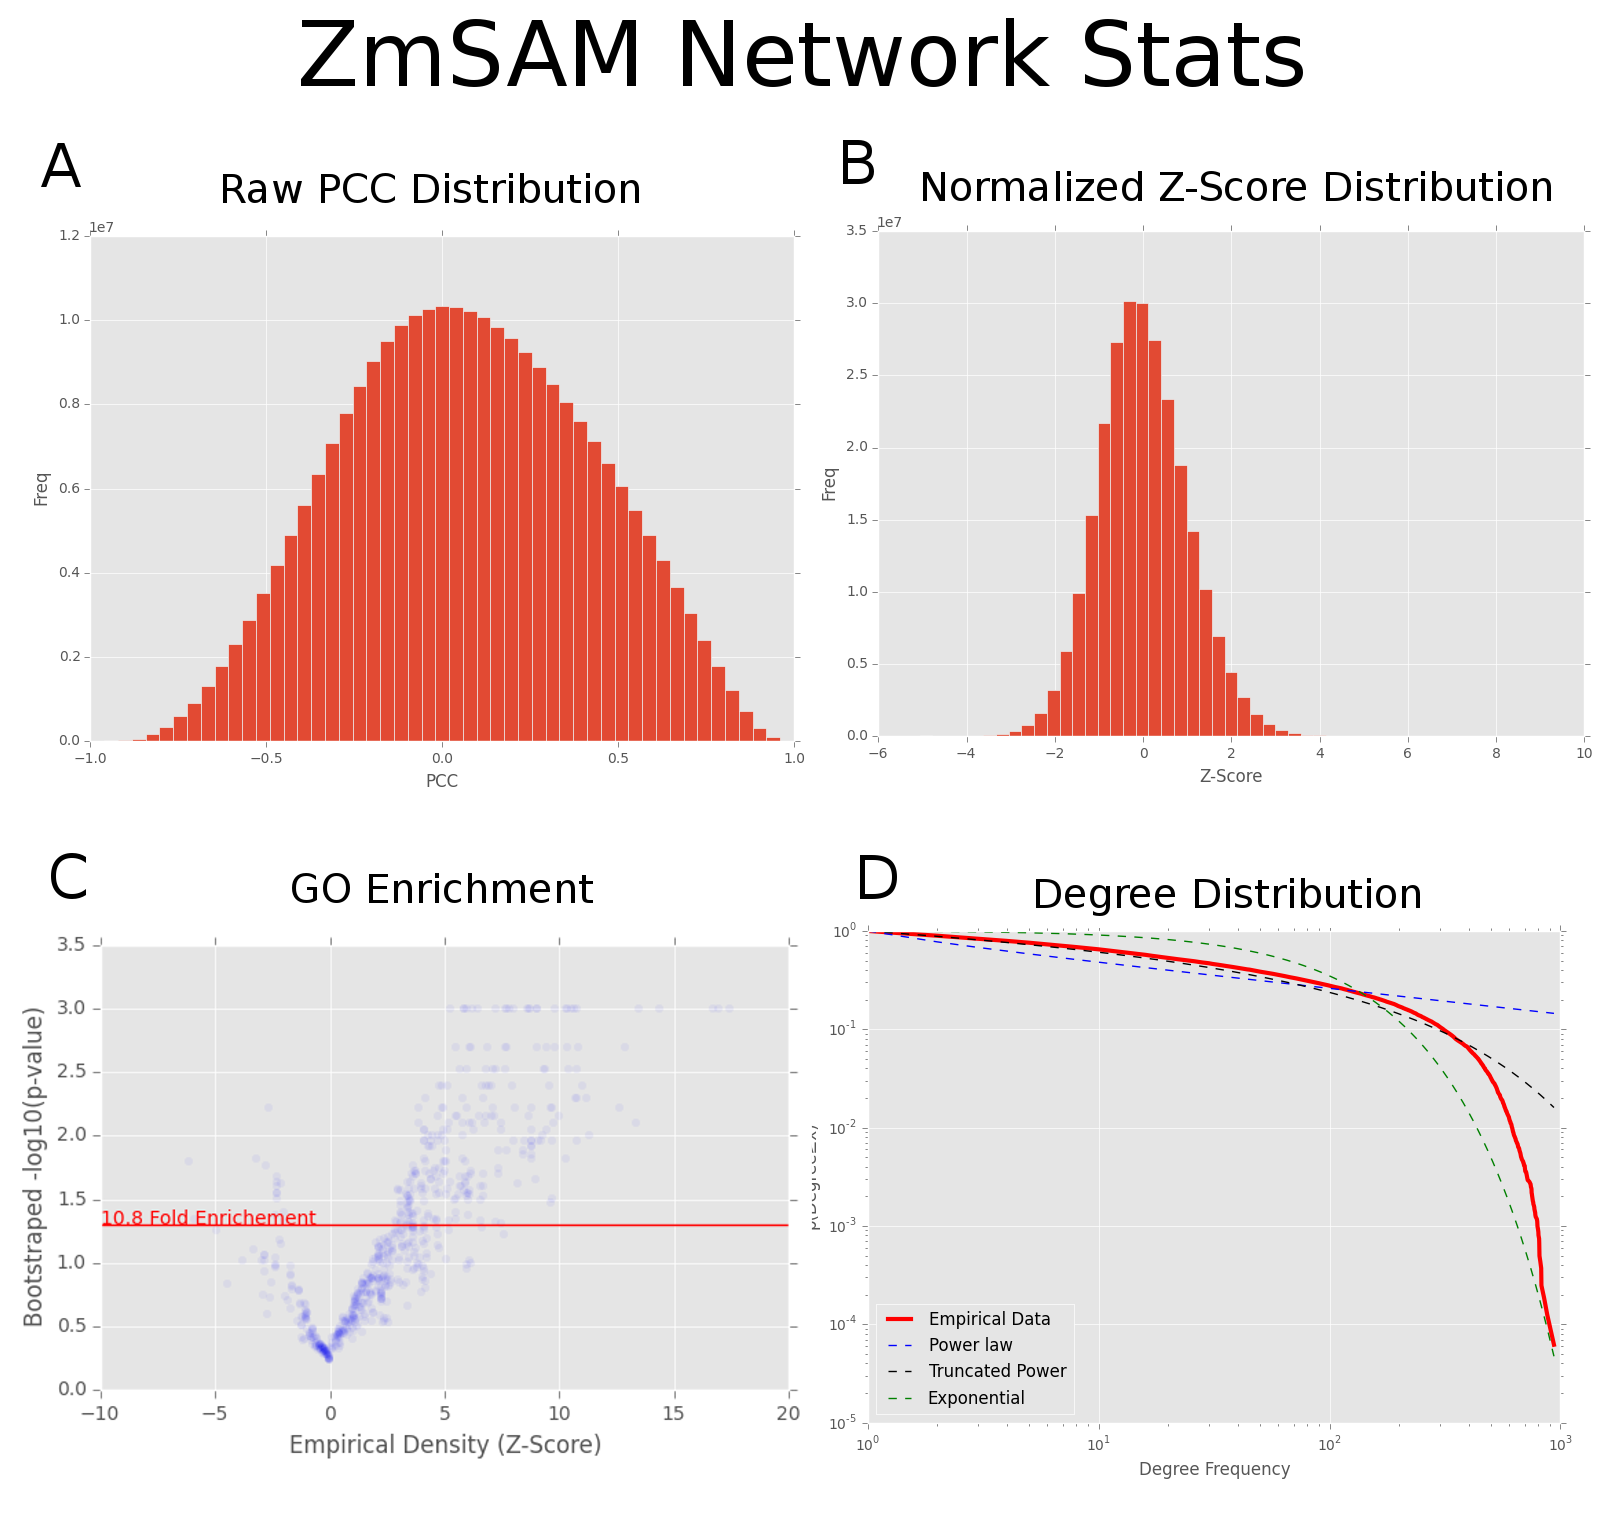 ZmSAM Network Stats
A
Raw PCC Distribution
1e7
1.2
1.0
0.8
0.6
0.4
0.2
0.0
Freq
−1.0 −0.5 0.0 0.5 1.0
PCC
B
Normalized Z-Score Distribution
1e7
3.5
3.0
2.5
2.0
1.5
1.0
0.5
0.0
Freq
−6 −4 −2 0 2 4 6 8 10
Z-Score
C
GO Enrichment
3.5
3.0
2.5
2.0
1.5
1.0
0.5
0.0
Bootstraped -log10(p-value)
10.8 Fold Enrichement
−10 −5 0 5 10 15 20
Empirical Density (Z-Score)
D
Degree Distribution
10^0
10^-1
10^-2
10^-3
10^-4
10^-5
Empirical Data
Power law
Truncated Power
Exponential
10^0 10^1 10^2 10^3
Degree Frequency